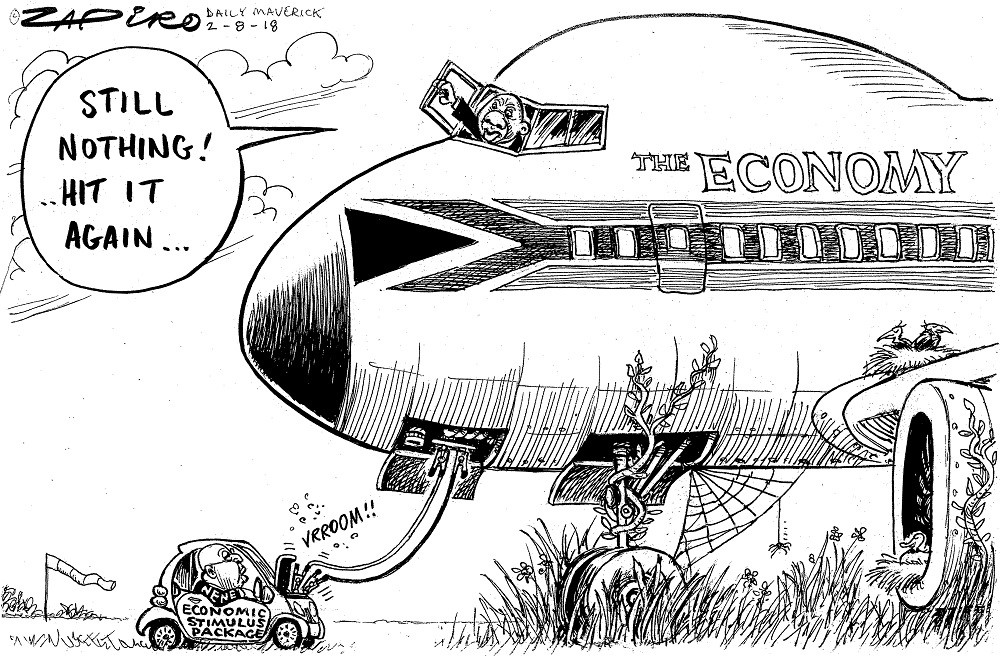 © ZAPIRO
DAILY MAVERICK
2-8-18
STILL
NOTHING!
..HIT IT
AGAIN...
THE ECONOMY
VRROOM!!
NENE
ECONOMIC
STIMULUS
PACKAGE